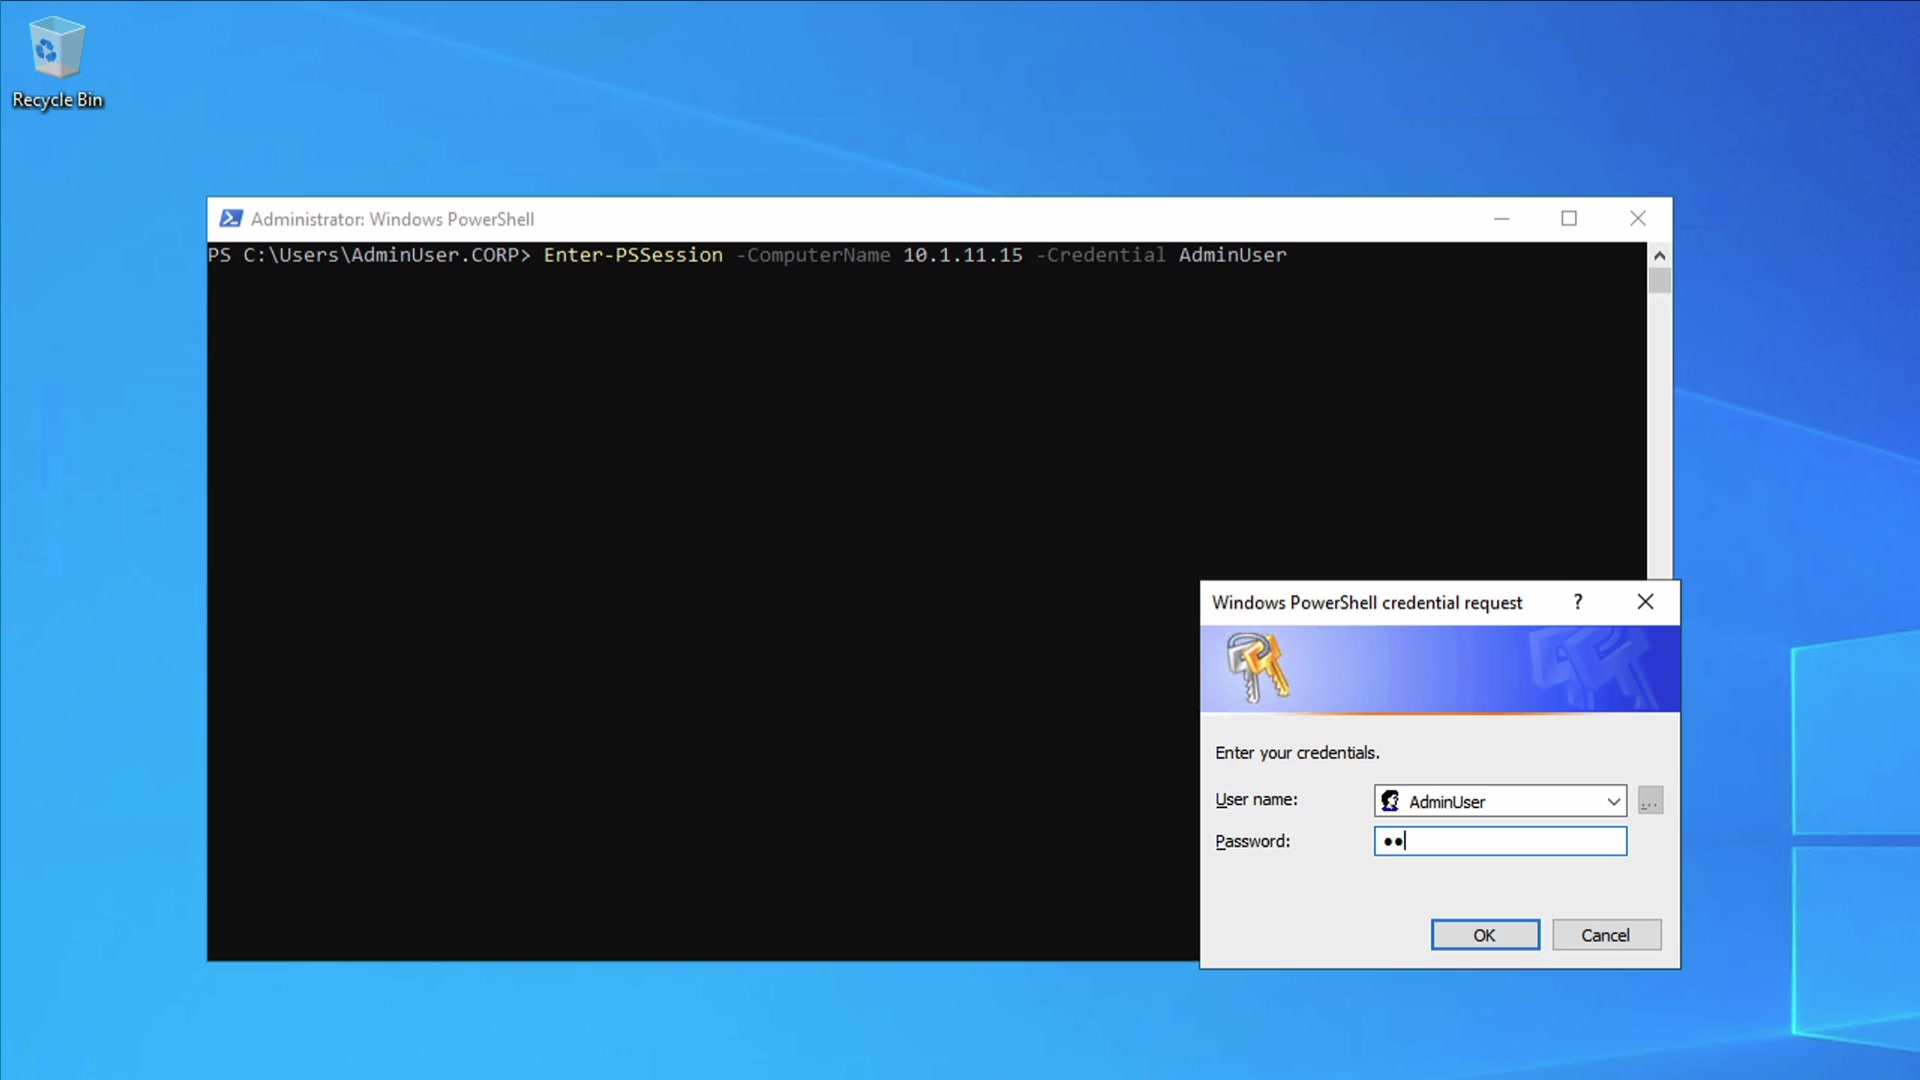 Recycle Bin
Administrator: Windows PowerShell
PS C:\Users\AdminUser.CORP> Enter-PSSession -ComputerName 10.1.11.15 -Credential AdminUser
Windows PowerShell credential request
?
Enter your credentials.
User name: AdminUser ...
Password: ●●
OK Cancel